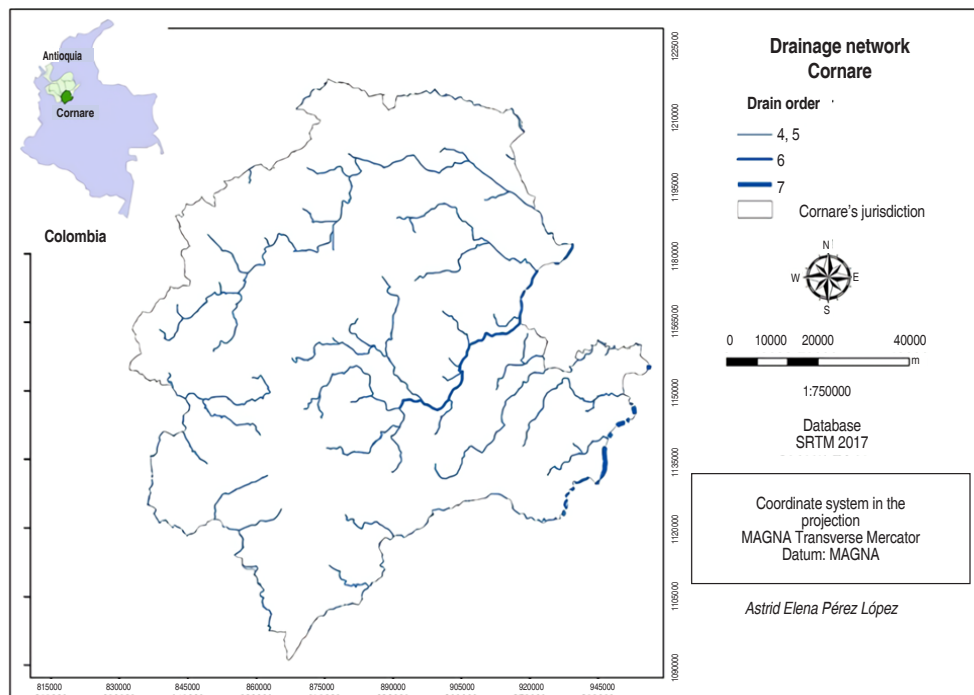 Antioquia
Cornare
Colombia
Drainage network
Cornare
Drain order
4, 5
6
7
Cornare's jurisdiction
N
W
E
S
0 10000 20000 40000
m
1:750000
Database
SRTM 2017
Coordinate system in the
projection
MAGNA Transverse Mercator
Datum: MAGNA
Astrid Elena Pérez López
1225000
1210000
1195000
1180000
1150000
1135000
1120000
1105000
1090000
815000 830000 845000 860000 875000 890000 905000 920000 945000